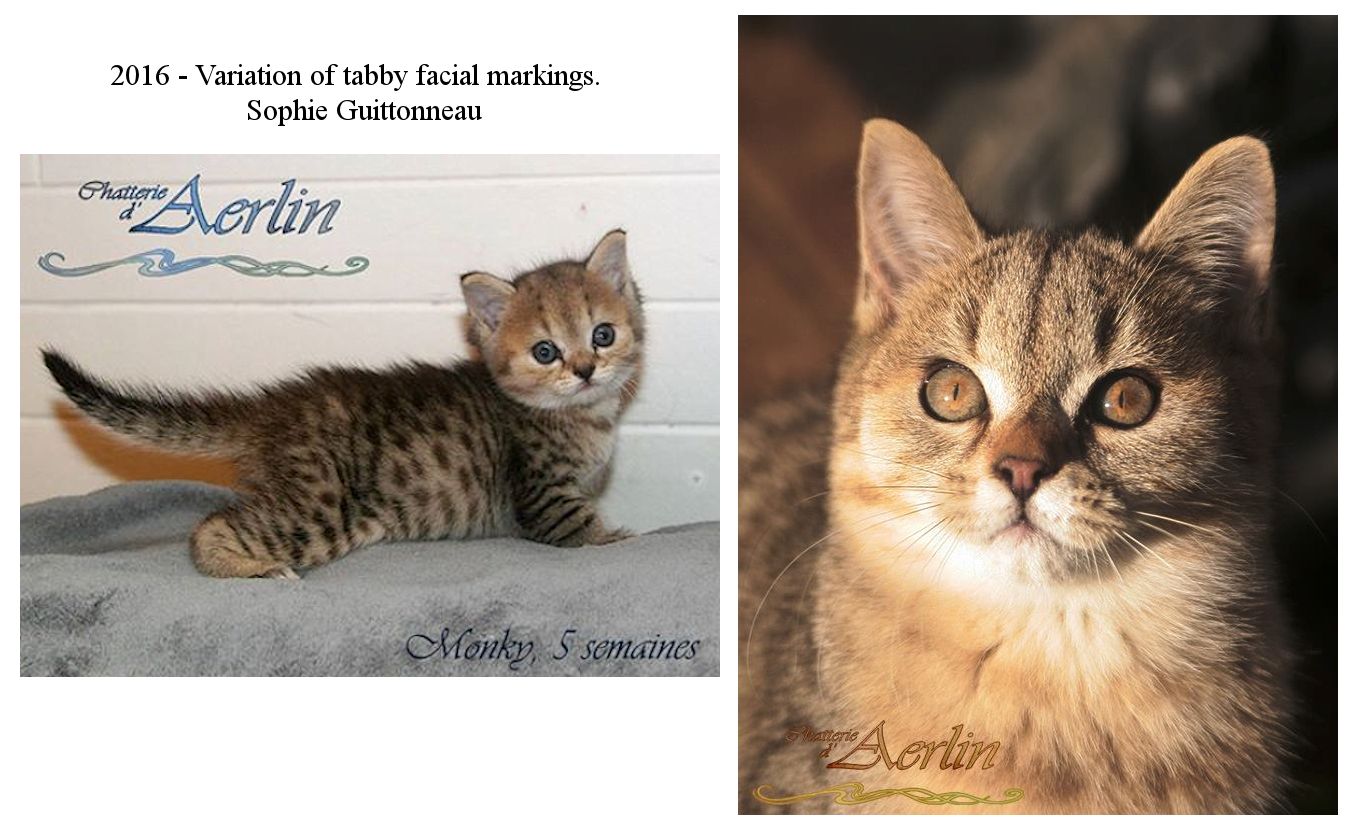 2016 - Variation of tabby facial markings.
Sophie Guittonneau
Chatterie
d'Aerlin
Monky, 5 semaines
Chatterie
d'Aerlin